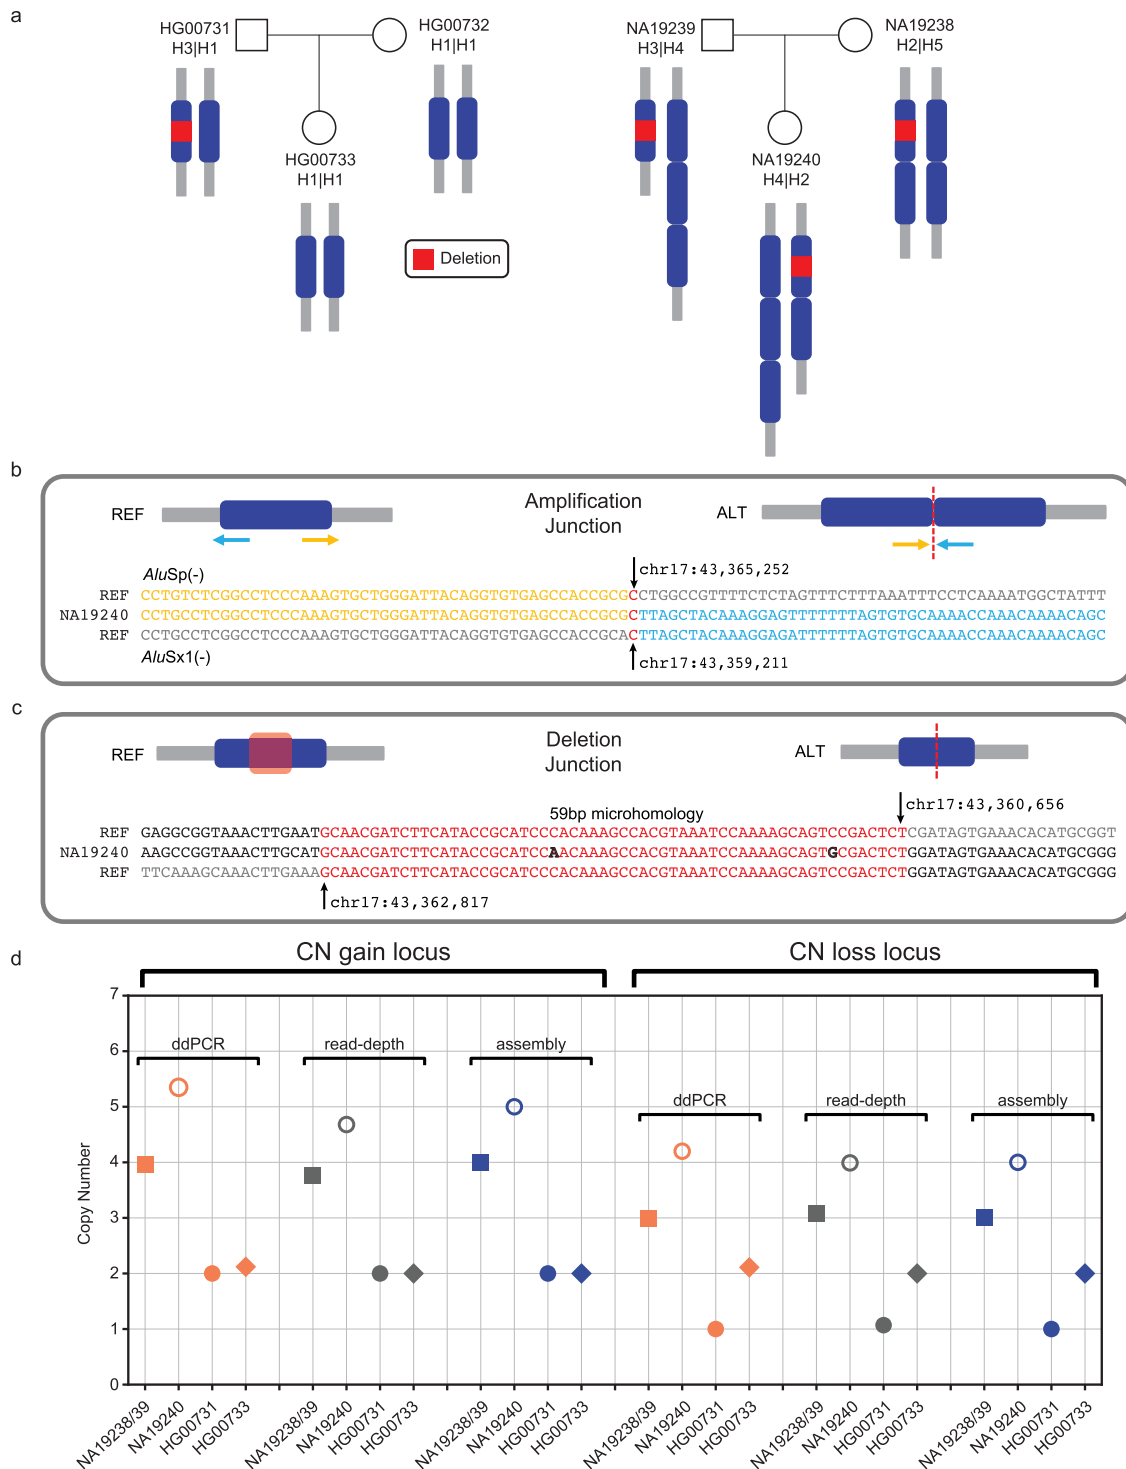 a
HG00731
H3|H1
HG00732
H1|H1
HG00733
H1|H1
NA19239
H3|H4
NA19238
H2|H5
NA19240
H4|H2
Deletion
b
REF
Amplification
Junction
ALT
AluSp(-)
chr17:43,365,252
REF CCTGTCTCGGCCTCCCAAAGTGCTGGGATTACAGGTGTGAGCCACCGCGCCTGGCCGTTTTCTCTAGTTTCTTTAAATTTCCTCAAAATGGCTATTT
NA19240 CCTGCCTCGGCCTCCCAAAGTGCTGGGATTACAGGTGTGAGCCACCGCGCTTAGCTACAAAGGAGTTTTTTTAGTGTGCAAAACCAAACAAAACAGC
REF CCTGCCTCGGCCTCCCAAAGTGCTGGGATTACAGGTGTGAGCCACCGCACTTAGCTACAAAGGAGATTTTTTAGTGTGCAAAACCAAACAAAACAGC
AluSx1(-)
chr17:43,359,211
c
REF
Deletion
Junction
ALT
59bp microhomology
chr17:43,360,656
REF GAGGCGGTAAACTTGAATGCAACGATCTTCATACCGCATCCCACAAAGCCACGTAAATCCAAAAGCAGTCCGACTCTCGATAGTGAAACACATGCGGT
NA19240 AAGCCGGTAAACTTGCATGCAACGATCTTCATACCGCATCCAACAAAGCCACGTAAATCCAAAAGCAGTGCGACTCTGGATAGTGAAACACATGCGGG
REF TTCAAAGCAAACTTGAAAGCAACGATCTTCATACCGCATCCCACAAAGCCACGTAAATCCAAAAGCAGTCCGACTCTGGATAGTGAAACACATGCGGG
chr17:43,362,817
d
CN gain locus
CN loss locus
ddPCR
read-depth
assembly
ddPCR
read-depth
assembly
Copy Number
7
6
5
4
3
2
1
0
NA19238/39
NA19240
HG00731
HG00733
NA19238/39
NA19240
HG00731
HG00733
NA19238/39
NA19240
HG00731
HG00733
NA19238/39
NA19240
HG00731
HG00733
NA19238/39
NA19240
HG00731
HG00733
NA19238/39
NA19240
HG00731
HG00733